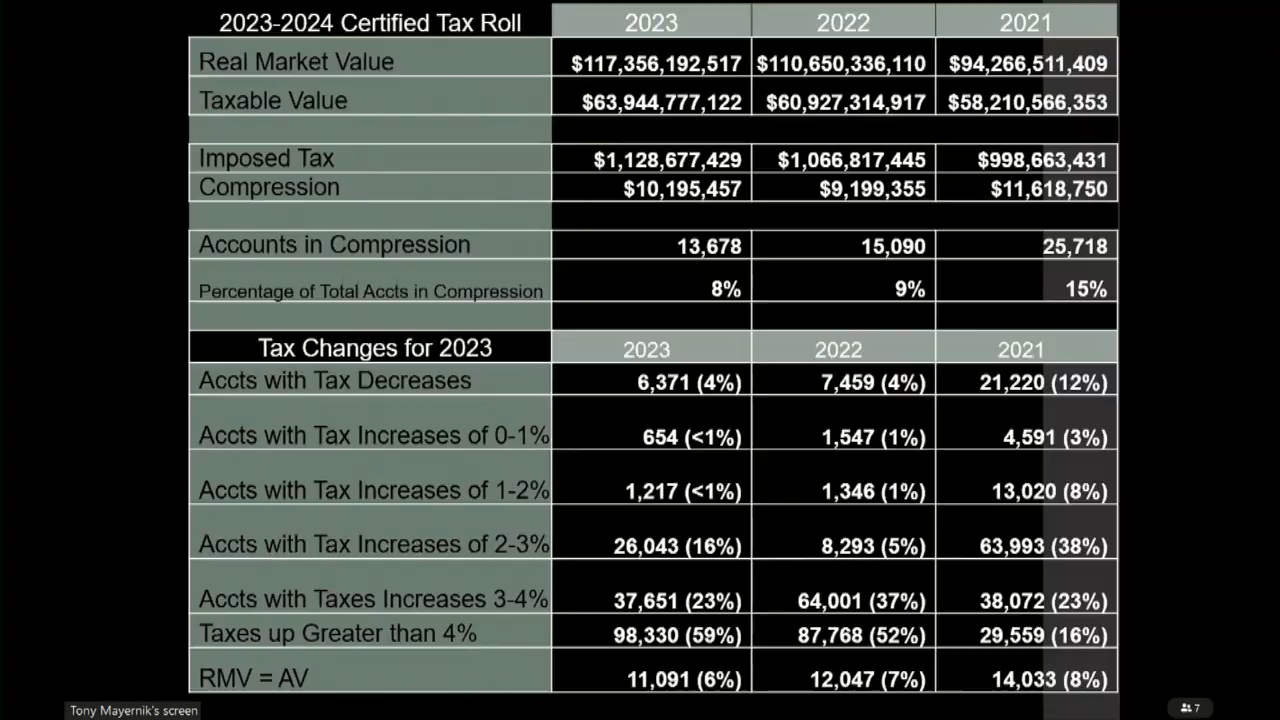 2023-2024 Certified Tax Roll 2023 2022 2021
Real Market Value $117,356,192,517 $110,650,336,110 $94,266,511,409
Taxable Value $63,944,777,122 $60,927,314,917 $58,210,566,353
Imposed Tax $1,128,677,429 $1,066,817,445 $998,663,431
Compression $10,195,457 $9,199,355 $11,618,750
Accounts in Compression 13,678 15,090 25,718
Percentage of Total Accts in Compression 8% 9% 15%
Tax Changes for 2023 2023 2022 2021
Accts with Tax Decreases 6,371 (4%) 7,459 (4%) 21,220 (12%)
Accts with Tax Increases of 0-1% 654 (<1%) 1,547 (1%) 4,591 (3%)
Accts with Tax Increases of 1-2% 1,217 (<1%) 1,346 (1%) 13,020 (8%)
Accts with Tax Increases of 2-3% 26,043 (16%) 8,293 (5%) 63,993 (38%)
Accts with Taxes Increases 3-4% 37,651 (23%) 64,001 (37%) 38,072 (23%)
Taxes up Greater than 4% 98,330 (59%) 87,768 (52%) 29,559 (16%)
RMV = AV 11,091 (6%) 12,047 (7%) 14,033 (8%)
Tony Mayernik's screen
7